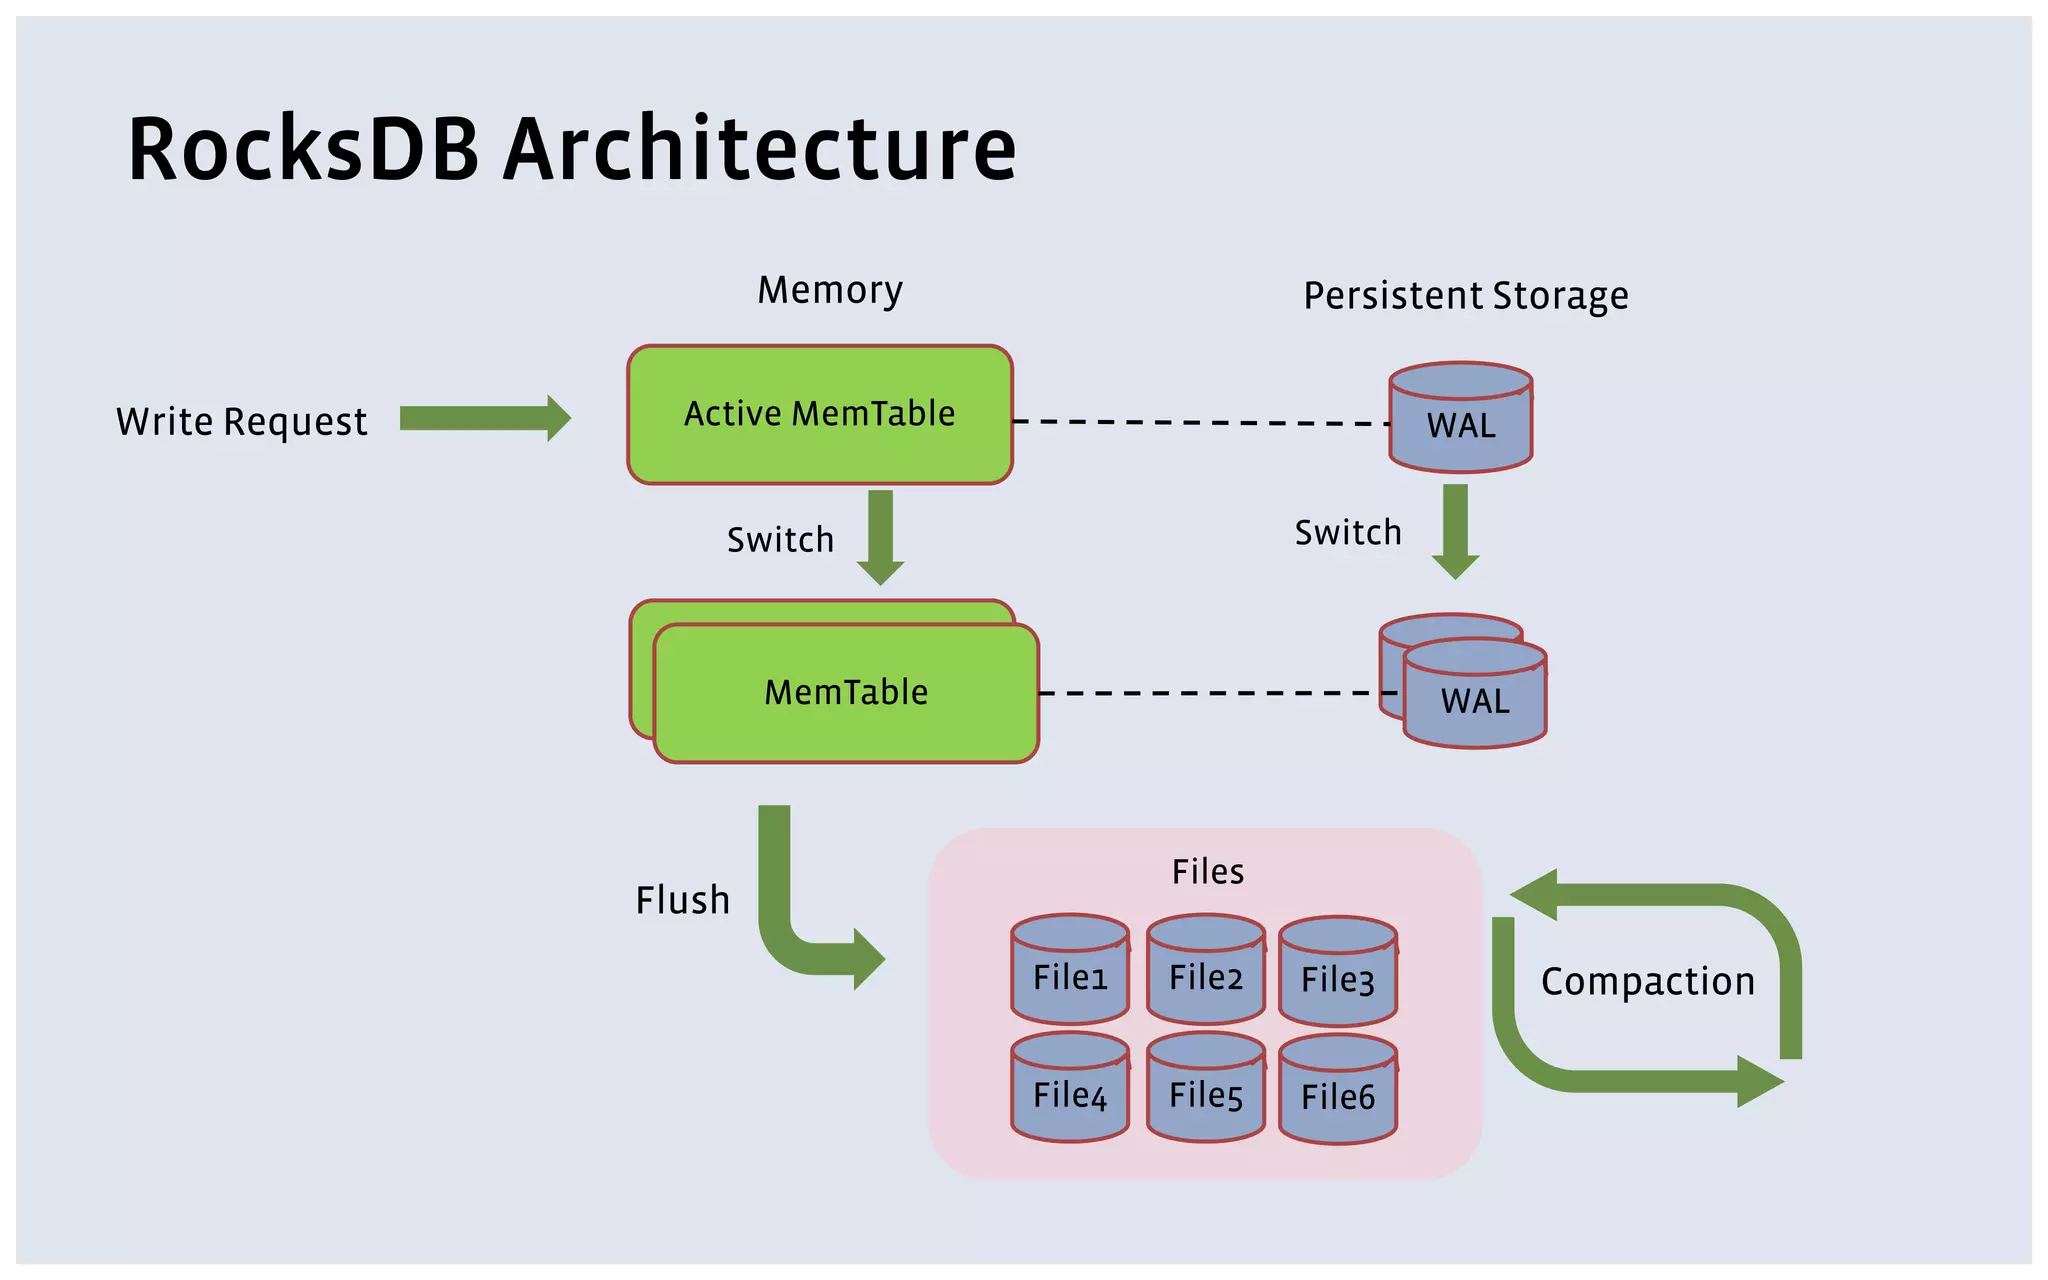 RocksDB Architecture
Memory
Persistent Storage
Write Request
Active MemTable
WAL
Switch
Switch
MemTable
WAL
Flush
Files
File1
File2
File3
File4
File5
File6
Compaction